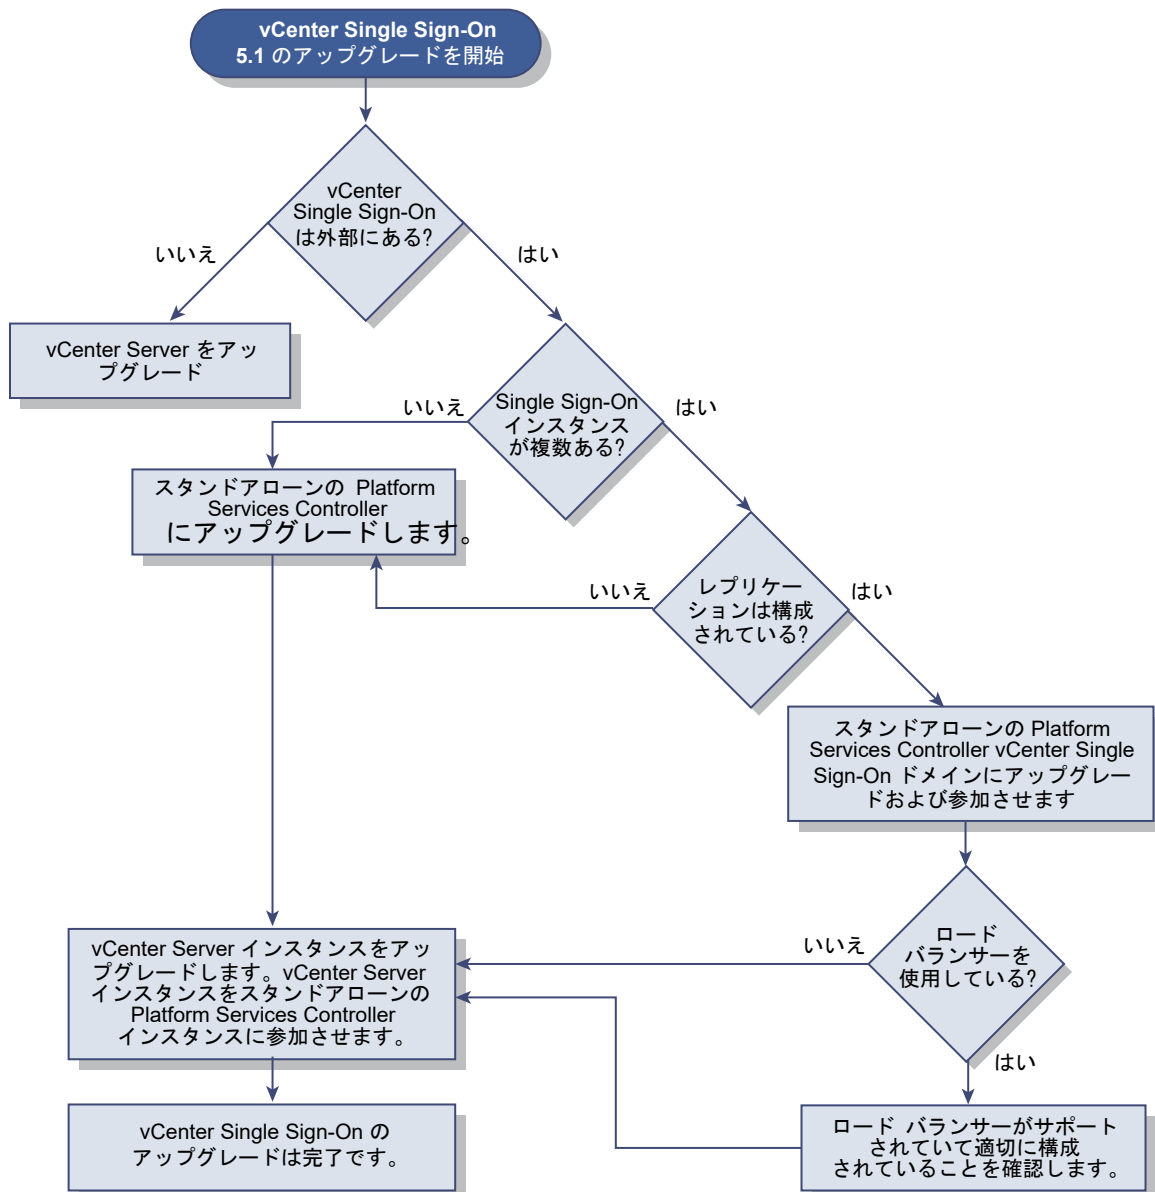 vCenter Single Sign-On
5.1 のアップグレードを開始
vCenter
Single Sign-On
は外部にある?
いいえ
はい
vCenter Server をアッ
プグレード
Single Sign-On
インスタンス
が複数ある?
いいえ
はい
スタンドアローンの Platform
Services Controller
にアップグレードします。
レプリケー
ションは構成
されている?
いいえ
はい
スタンドアローンの Platform
Services Controller vCenter Single
Sign-On ドメインにアップグレー
ドおよび参加させます
ロード
バランサーを
使用している?
いいえ
はい
vCenter Server インスタンスをアッ
プグレードします。vCenter Server
インスタンスをスタンドアローンの
Platform Services Controller
インスタンスに参加させます。
vCenter Single Sign-On の
アップグレードは完了です。
ロード バランサーがサポート
されていて適切に構成
されていることを確認します。